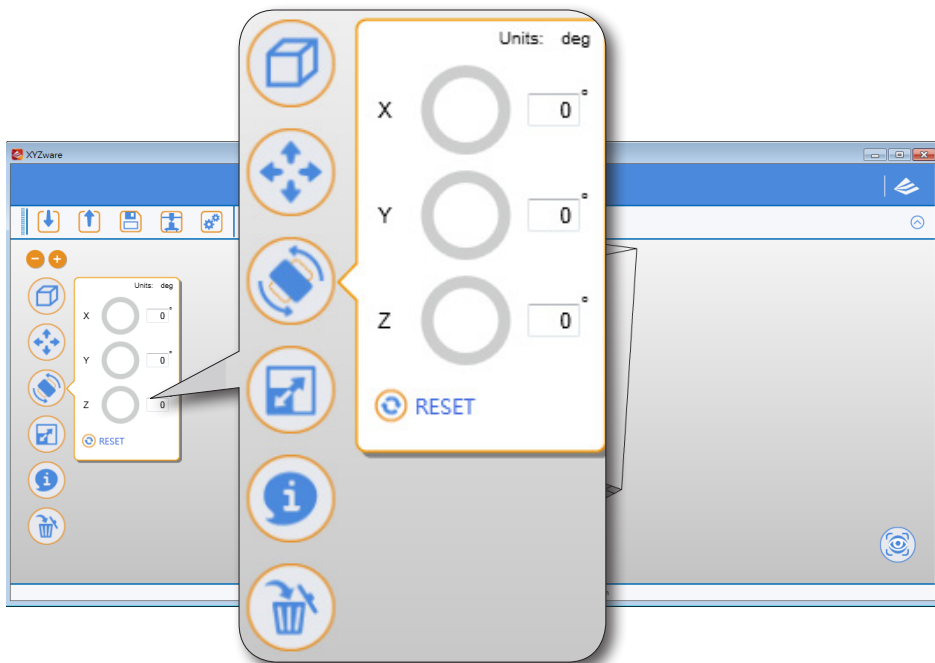 XYZware
Units: deg
X 0°
Y 0°
Z 0
RESET
Units: deg
X 0°
Y 0°
Z 0°
RESET